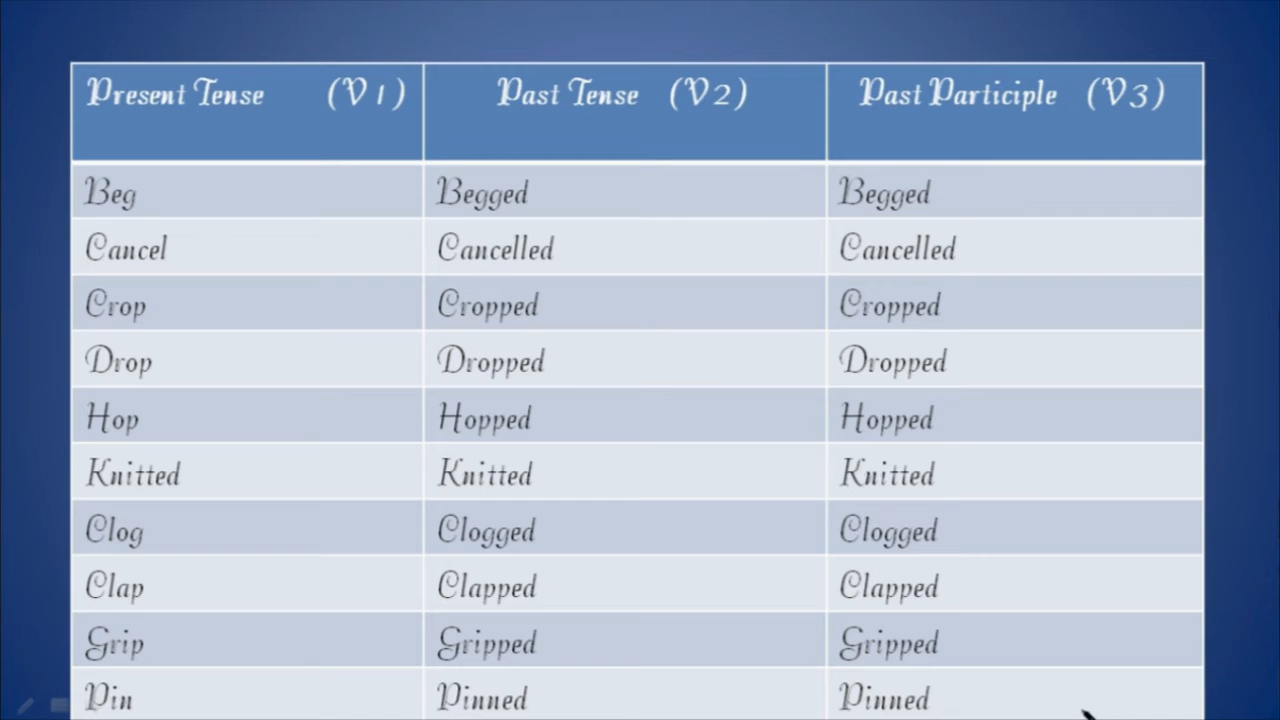 Present Tense (V1) Past Tense (V2) Past Participle (V3)
Beg Begged Begged
Cancel Cancelled Cancelled
Crop Cropped Cropped
Drop Dropped Dropped
Hop Hopped Hopped
Knitted Knitted Knitted
Clog Clogged Clogged
Clap Clapped Clapped
Grip Gripped Gripped
Pin Pinned Pinned